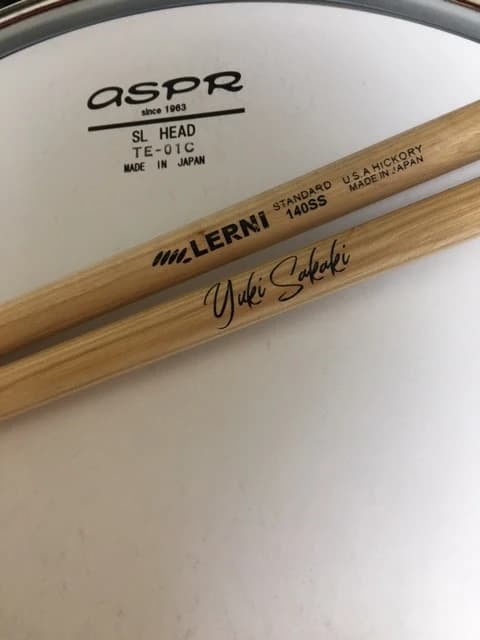 ASPR
since 1963
SL HEAD
TE-01C
MADE IN JAPAN
LERNi
STANDARD
140SS
U.S.A HICKORY
MADE IN JAPAN
Yuki Sakaki